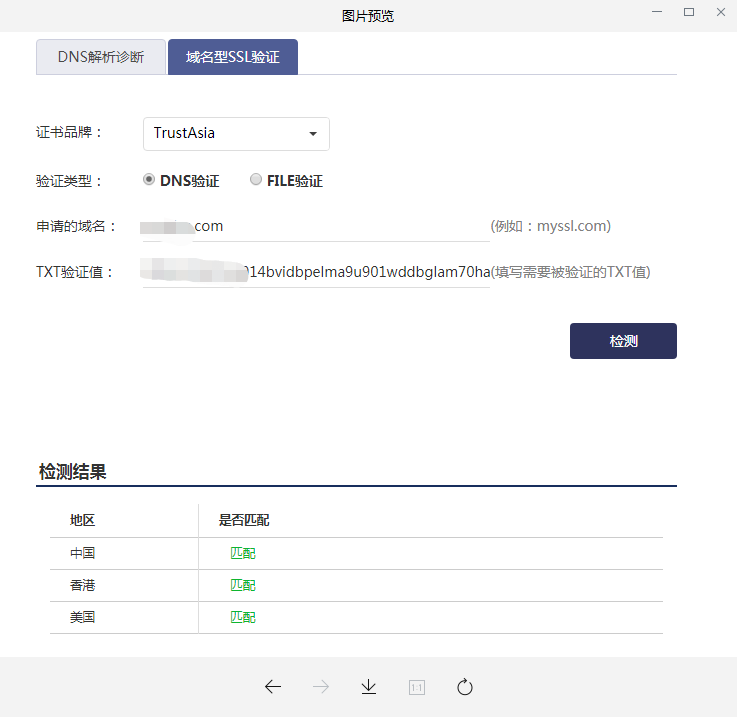 图片预览
DNS解析诊断 域名型SSL验证
证书品牌： TrustAsia
验证类型： DNS验证 FILE验证
申请的域名： .com (例如：myssl.com)
TXT验证值： 14bvidbpelma9u901wddbglam70ha(填写需要被验证的TXT值)
检测
检测结果
地区 是否匹配
中国 匹配
香港 匹配
美国 匹配
1:1